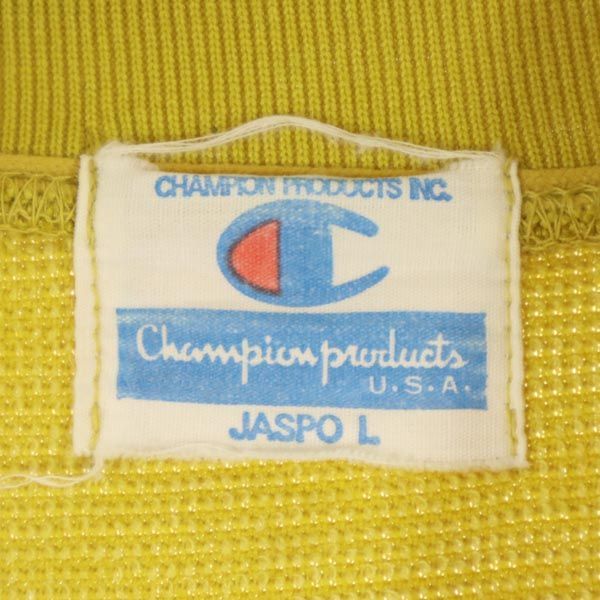 CHAMPION PRODUCTS INC.
Champion products
U.S.A.
JASPO L